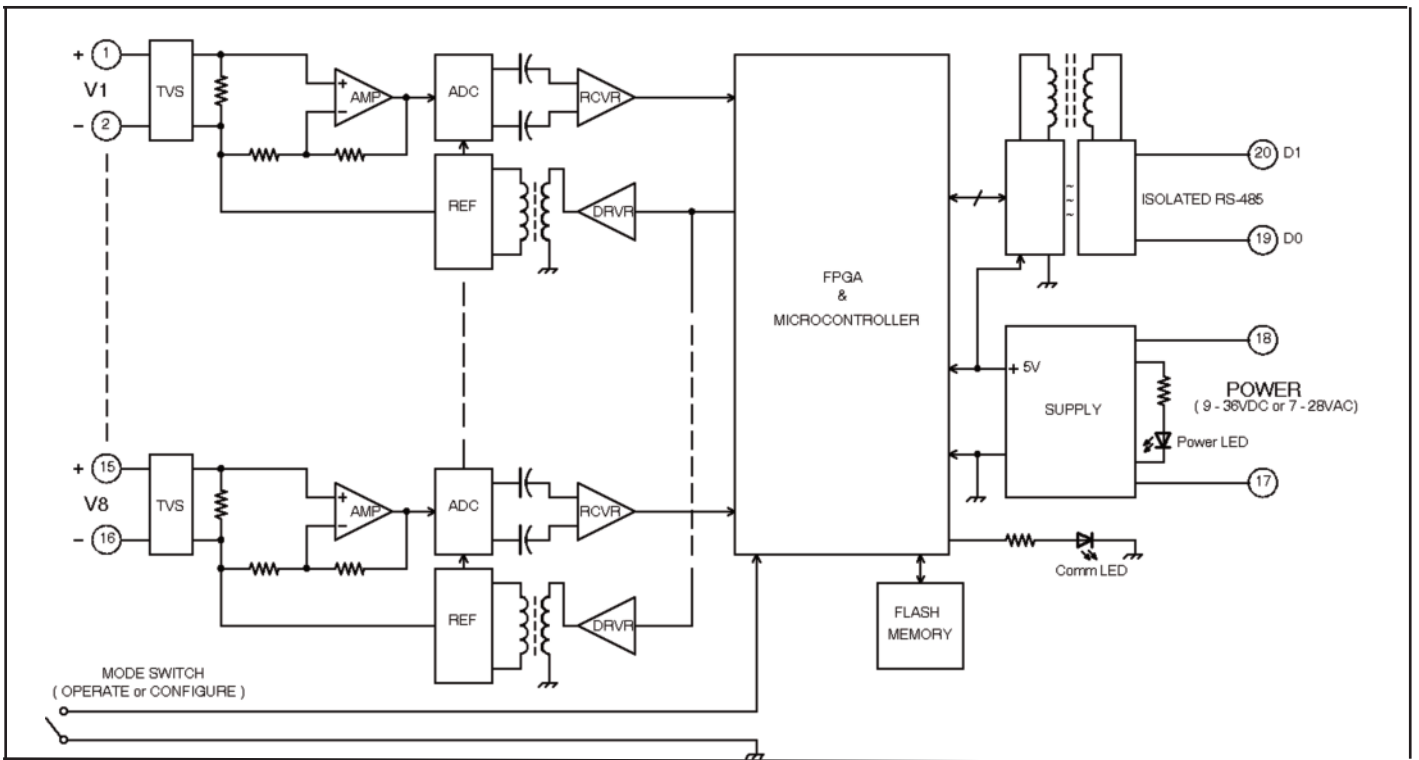 + 1
V1
− 2
TVS
+
−
AMP
ADC
RCVR
REF
DRVR
+ 15
V8
− 16
TVS
+
−
AMP
ADC
RCVR
REF
DRVR
FPGA
&
MICROCONTROLLER
FLASH
MEMORY
20 D1
ISOLATED RS-485
~
~
~
19 D0
+ 5V
SUPPLY
18
POWER
( 9 - 36VDC or 7 - 28VAC)
Power LED
17
Comm LED
MODE SWITCH
( OPERATE or CONFIGURE )